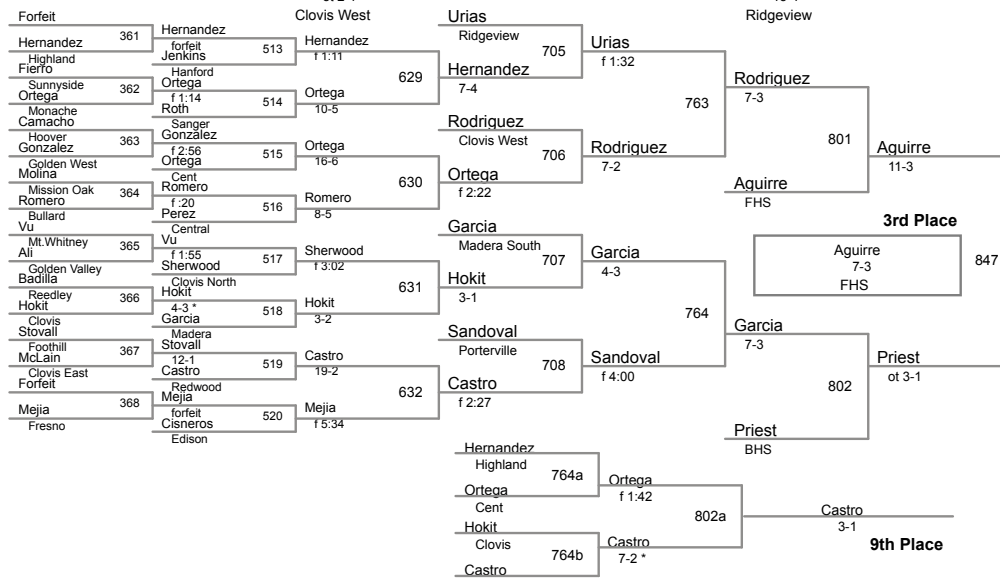 Clovis West
Ridgeview
Forfeit
361
Hernandez
Highland
Fierro
362
Sunnyside
Ortega
Monache
Camacho
363
Hoover
Gonzalez
Golden West
Molina
364
Mission Oak
Romero
Bullard
Vu
365
Mt.Whitney
Ali
Golden Valley
Badilla
366
Reedley
Hokit
Clovis
Stovall
367
Foothill
McLain
Clovis East
Forfeit
368
Mejia
Fresno
Hernandez
forfeit
513
Jenkins
Hanford
Ortega
f 1:14
514
Roth
Sanger
Gonzalez
f 2:56
515
Ortega
Cent
Romero
f :20
516
Perez
Central
Vu
f 1:55
517
Sherwood
Clovis North
Hokit
4-3 *
518
Garcia
Madera
Stovall
12-1
519
Castro
Redwood
Mejia
forfeit
520
Cisneros
Edison
Hernandez
f 1:11
629
Ortega
10-5
Ortega
16-6
630
Romero
8-5
Sherwood
f 3:02
631
Hokit
3-2
Castro
19-2
632
Mejia
f 5:34
Urias
Ridgeview
705
Hernandez
7-4
Rodriguez
Clovis West
706
Ortega
f 2:22
Garcia
Madera South
707
Hokit
3-1
Sandoval
Porterville
708
Castro
f 2:27
Urias
f 1:32
763
Rodriguez
7-2
Garcia
4-3
764
Sandoval
f 4:00
Rodriguez
7-3
801
Aguirre
FHS
Garcia
7-3
802
Priest
BHS
Aguirre
11-3
3rd Place
Aguirre
7-3
FHS
847
Priest
ot 3-1
Hernandez
Highland
764a
Ortega
Cent
Hokit
Clovis
764b
Castro
Ortega
f 1:42
802a
Castro
7-2 *
Castro
3-1
9th Place